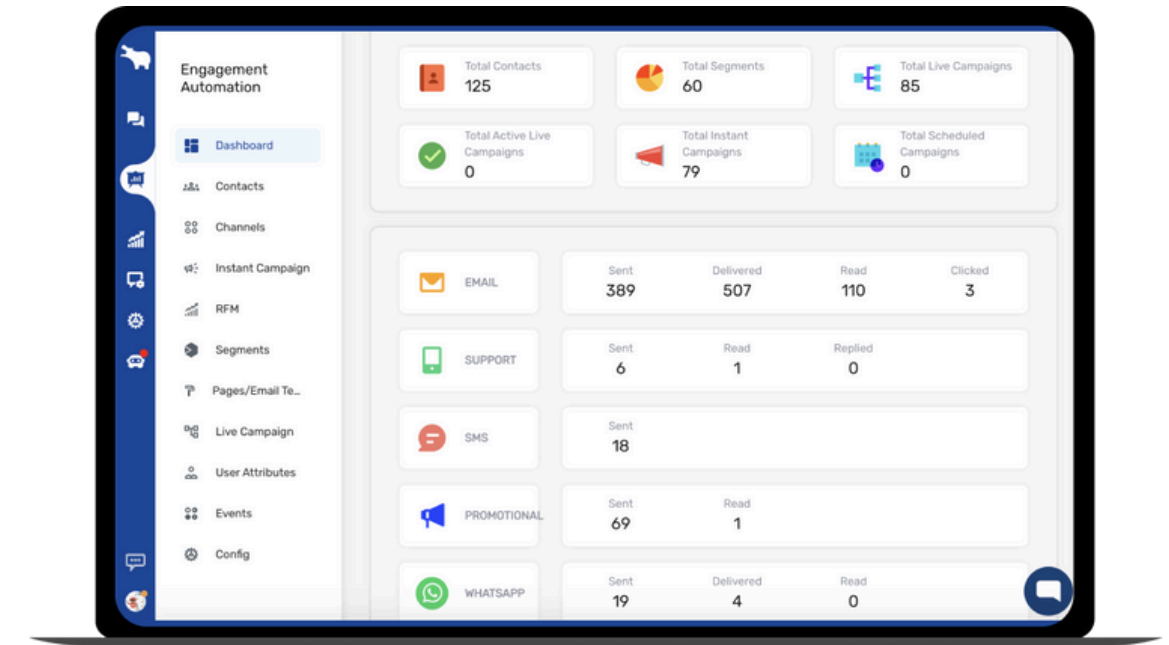 Engagement
Automation
Dashboard
Contacts
Channels
Instant Campaign
RFM
Segments
Pages/Email Te...
Live Campaign
User Attributes
Events
Config
Total Contacts
125
Total Segments
60
Total Live Campaigns
85
Total Active Live
Campaigns
0
Total Instant
Campaigns
79
Total Scheduled
Campaigns
0
EMAIL
Sent Delivered Read Clicked
389 507 110 3
SUPPORT
Sent Read Replied
6 1 0
SMS
Sent
18
PROMOTIONAL
Sent Read
69 1
WHATSAPP
Sent Delivered Read
19 4 0